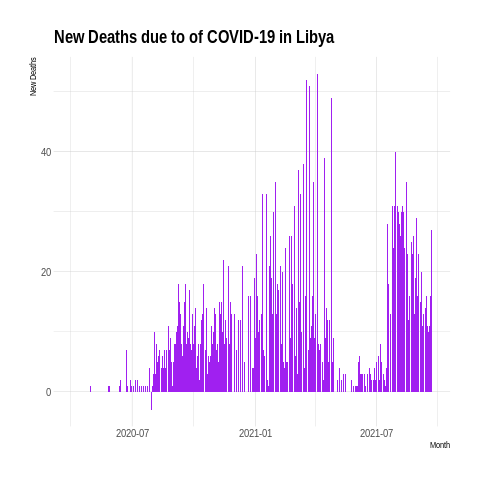 New Deaths due to of COVID-19 in Libya
New Deaths
40
20
0
2020-07
2021-01
2021-07
Month